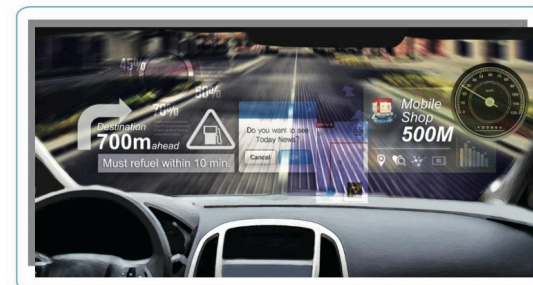 45%
50%
70%
Destination
700m ahead
Must refuel within 10 min.
Do you want to see
Today News?
Cancel
Mobile
Shop
500M